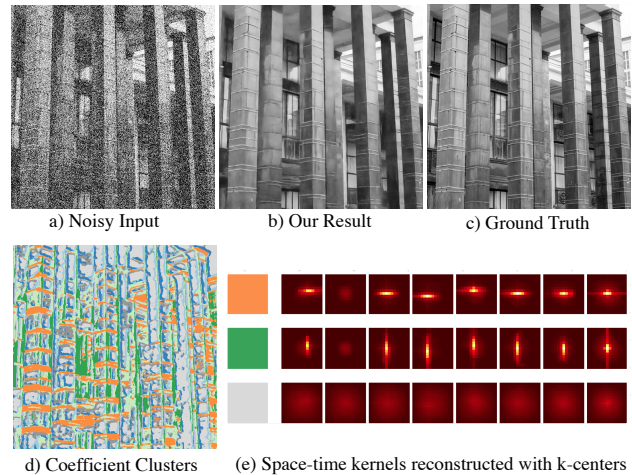 a) Noisy Input
b) Our Result
c) Ground Truth
d) Coefficient Clusters
(e) Space-time kernels reconstructed with k-centers